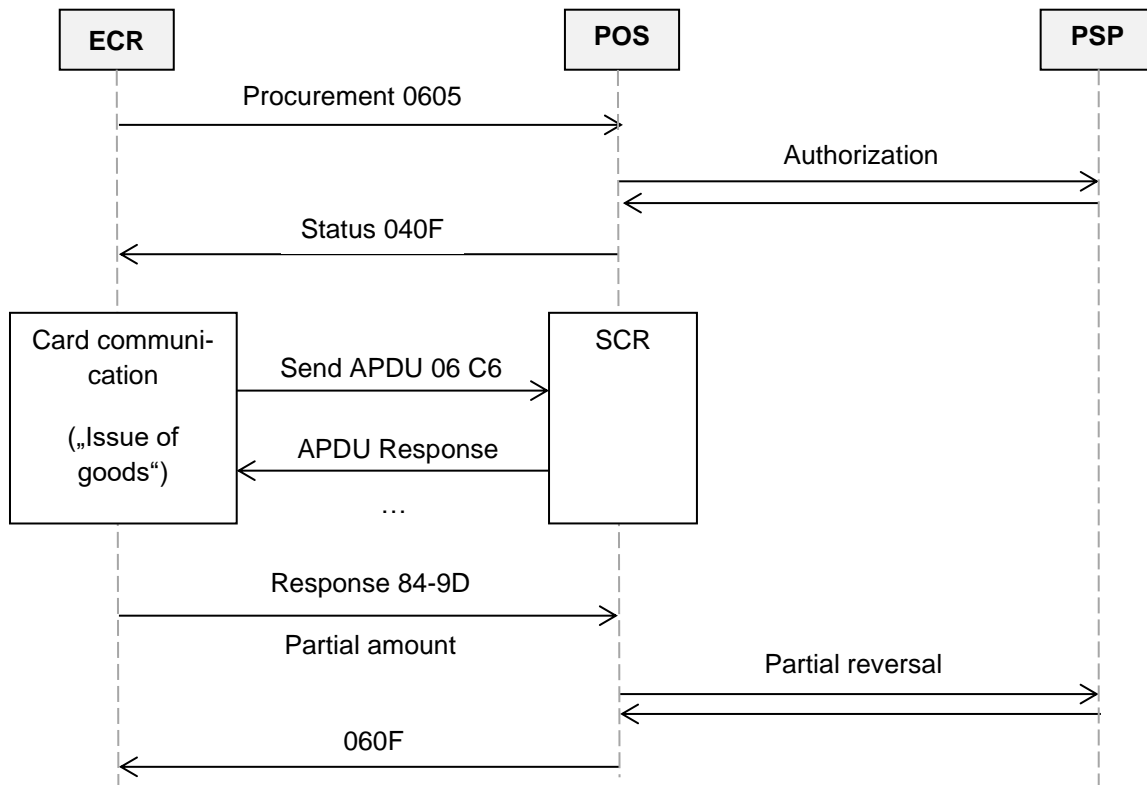 ECR
POS
PSP
Procurement 0605
Authorization
Status 040F
Card communi-
cation
(„Issue of
goods“)
SCR
Send APDU 06 C6
APDU Response
…
Response 84-9D
Partial amount
Partial reversal
060F